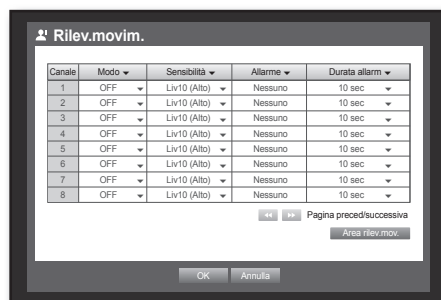 Rilev.movim.
Canale Modo Sensibilità Allarme Durata allarm
1 OFF Liv10 (Alto) Nessuno 10 sec
2 OFF Liv10 (Alto) Nessuno 10 sec
3 OFF Liv10 (Alto) Nessuno 10 sec
4 OFF Liv10 (Alto) Nessuno 10 sec
5 OFF Liv10 (Alto) Nessuno 10 sec
6 OFF Liv10 (Alto) Nessuno 10 sec
7 OFF Liv10 (Alto) Nessuno 10 sec
8 OFF Liv10 (Alto) Nessuno 10 sec
Pagina preced/successiva
Area rilev.mov.
OK Annulla